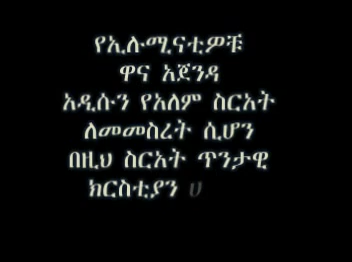 የኢሉሚናቲዎቹ
ዋና አጀንዳ
አዲሱን የአለም ስርአት
ለመመስረት ሲሆን
በዚህ ስርአት ጥንታዊ
ክርስቲያን ሀ